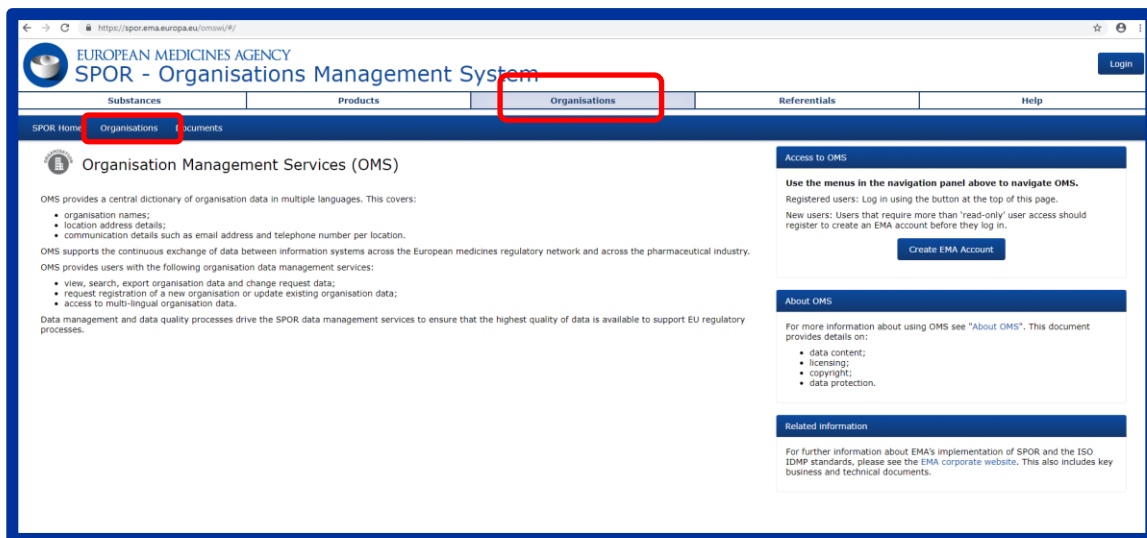 https://spor.ema.europa.eu/omswi/#/
EUROPEAN MEDICINES AGENCY
SPOR - Organisations Management System
Login
Substances Products Organisations Referentials Help
SPOR Home Organisations Documents
Organisation Management Services (OMS)
OMS provides a central dictionary of organisation data in multiple languages. This covers:
• organisation names;
• location address details;
• communication details such as email address and telephone number per location.
OMS supports the continuous exchange of data between information systems across the European medicines regulatory network and across the pharmaceutical industry.
OMS provides users with the following organisation data management services:
• view, search, export organisation data and change request data;
• request registration of a new organisation or update existing organisation data;
• access to multi-lingual organisation data.
Data management and data quality processes drive the SPOR data management services to ensure that the highest quality of data is available to support EU regulatory
processes.
Access to OMS
Use the menus in the navigation panel above to navigate OMS.
Registered users: Log in using the button at the top of this page.
New users: Users that require more than 'read-only' user access should
register to create an EMA account before they log in.
Create EMA Account
About OMS
For more information about using OMS see "About OMS". This document
provides details on:
• data content;
• licensing;
• copyright;
• data protection.
Related information
For further information about EMA's implementation of SPOR and the ISO
IDMP standards, please see the EMA corporate website. This also includes key
business and technical documents.